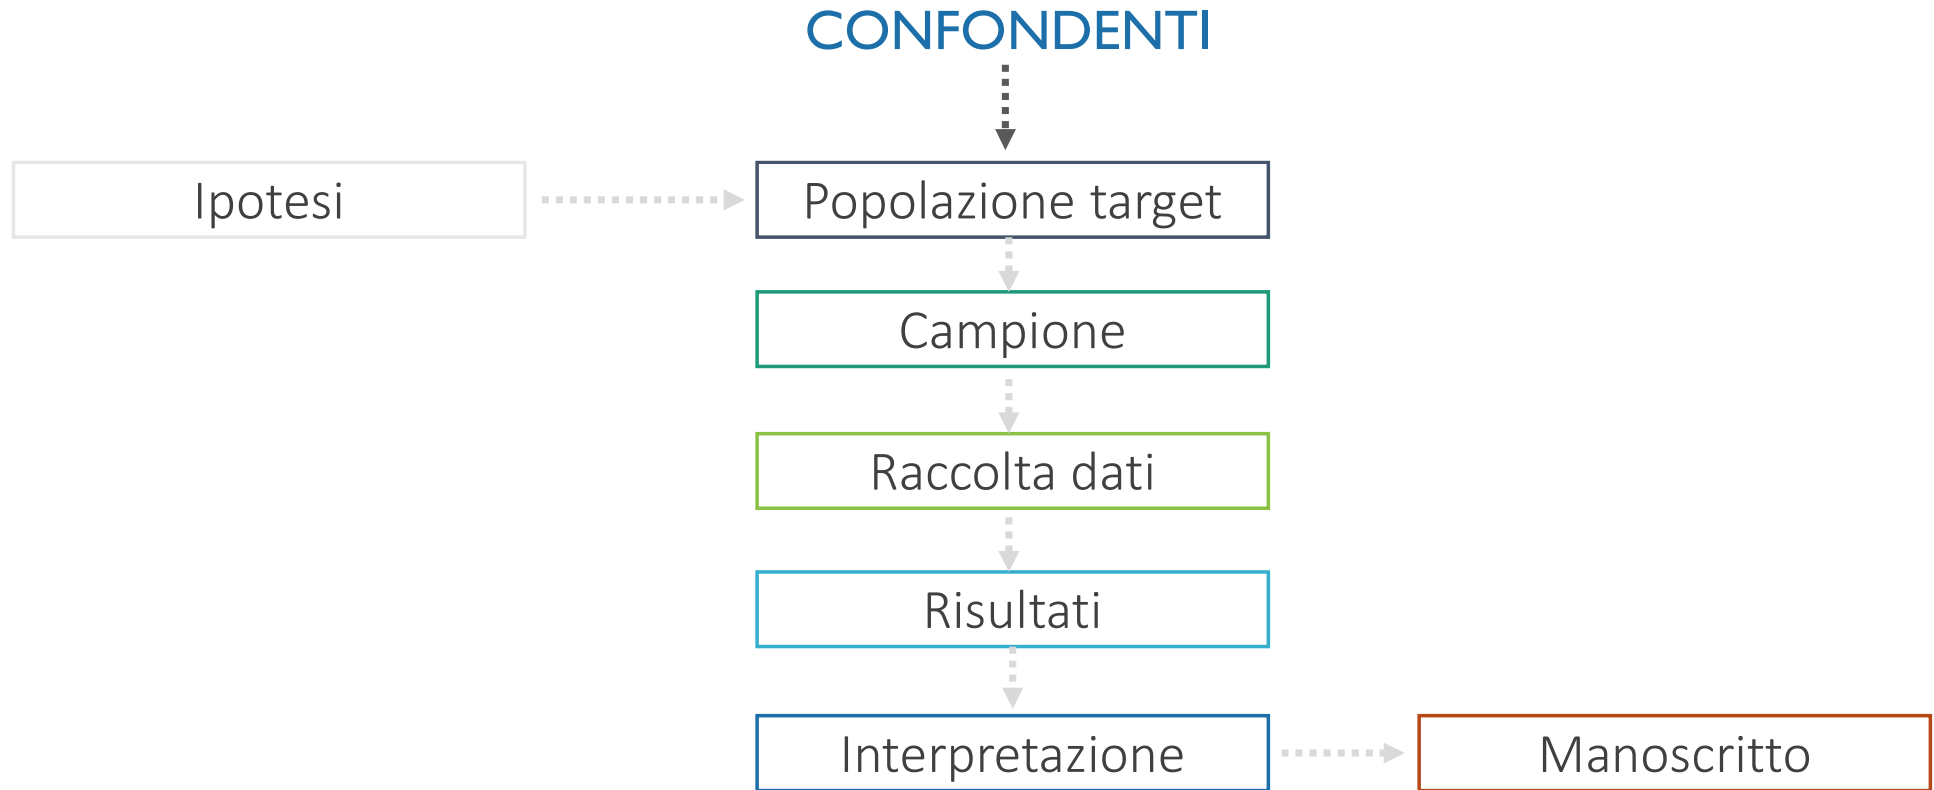 CONFONDENTI
Ipotesi
Popolazione target
Campione
Raccolta dati
Risultati
Interpretazione
Manoscritto